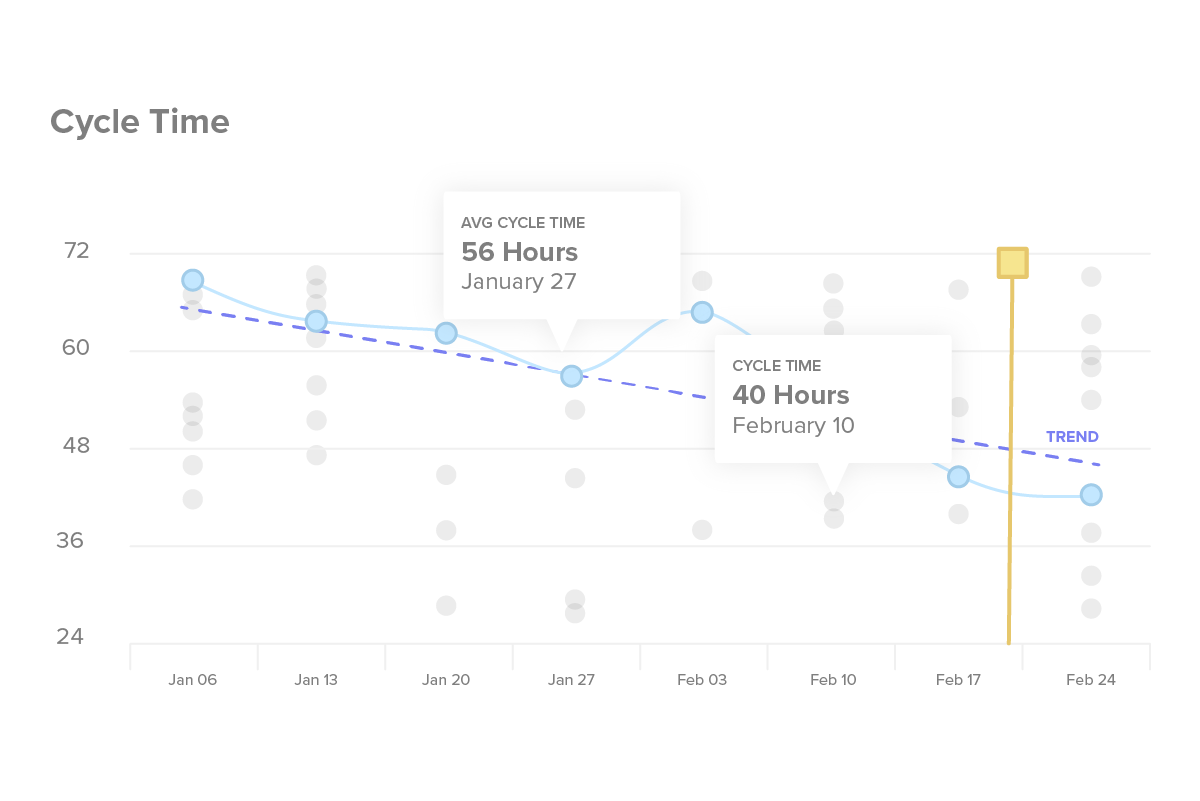 Cycle Time
AVG CYCLE TIME
56 Hours
January 27
72
60
CYCLE TIME
40 Hours
February 10
48
TREND
36
24
Jan 06
Jan 13
Jan 20
Jan 27
Feb 03
Feb 10
Feb 17
Feb 24